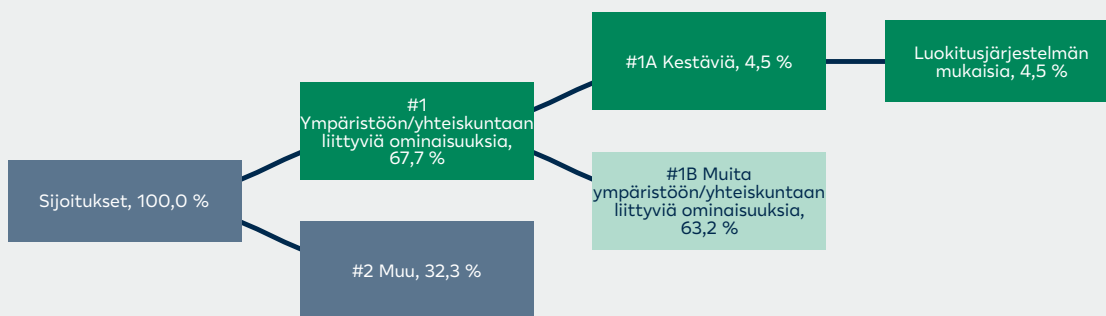 Sijoitukset, 100,0 %
#1
Ympäristöön/yhteiskuntaan
liittyviä ominaisuuksia,
67,7 %
#2 Muu, 32,3 %
#1A Kestäviä, 4,5 %
#1B Muita
ympäristöön/yhteiskuntaan
liittyviä ominaisuuksia,
63,2 %
Luokitusjärjestelmän
mukaisia, 4,5 %